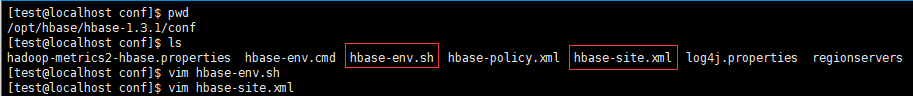 [test@localhost conf]$ pwd
/opt/hbase/hbase-1.3.1/conf
[test@localhost conf]$ ls
hadoop-metrics2-hbase.properties  hbase-env.cmd  hbase-env.sh  hbase-policy.xml  hbase-site.xml  log4j.properties  regionservers
[test@localhost conf]$ vim hbase-env.sh
[test@localhost conf]$ vim hbase-site.xml